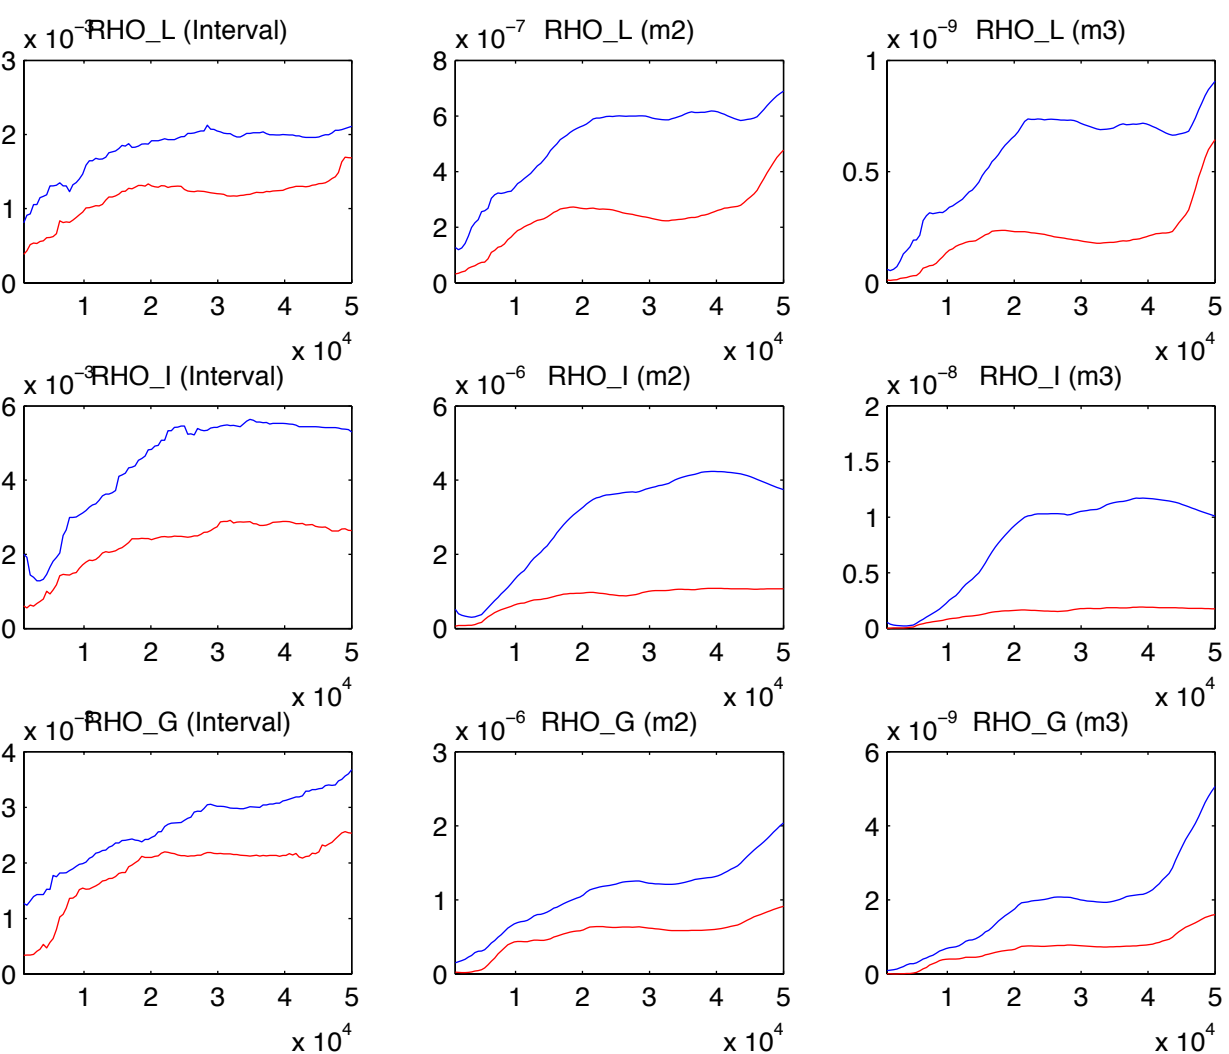 x 10⁻³ RHO_L (Interval)
3
2
1
0
1 2 3 4 5
x 10⁴
x 10⁻⁷ RHO_L (m2)
8
6
4
2
0
1 2 3 4 5
x 10⁴
x 10⁻⁹ RHO_L (m3)
1
0.5
0
1 2 3 4 5
x 10⁴
x 10⁻³ RHO_I (Interval)
6
4
2
0
1 2 3 4 5
x 10⁴
x 10⁻⁶ RHO_I (m2)
6
4
2
0
1 2 3 4 5
x 10⁴
x 10⁻⁸ RHO_I (m3)
2
1.5
1
0.5
0
1 2 3 4 5
x 10⁴
x 10⁻³ RHO_G (Interval)
4
3
2
1
0
1 2 3 4 5
x 10⁴
x 10⁻⁶ RHO_G (m2)
3
2
1
0
1 2 3 4 5
x 10⁴
x 10⁻⁹ RHO_G (m3)
6
4
2
0
1 2 3 4 5
x 10⁴